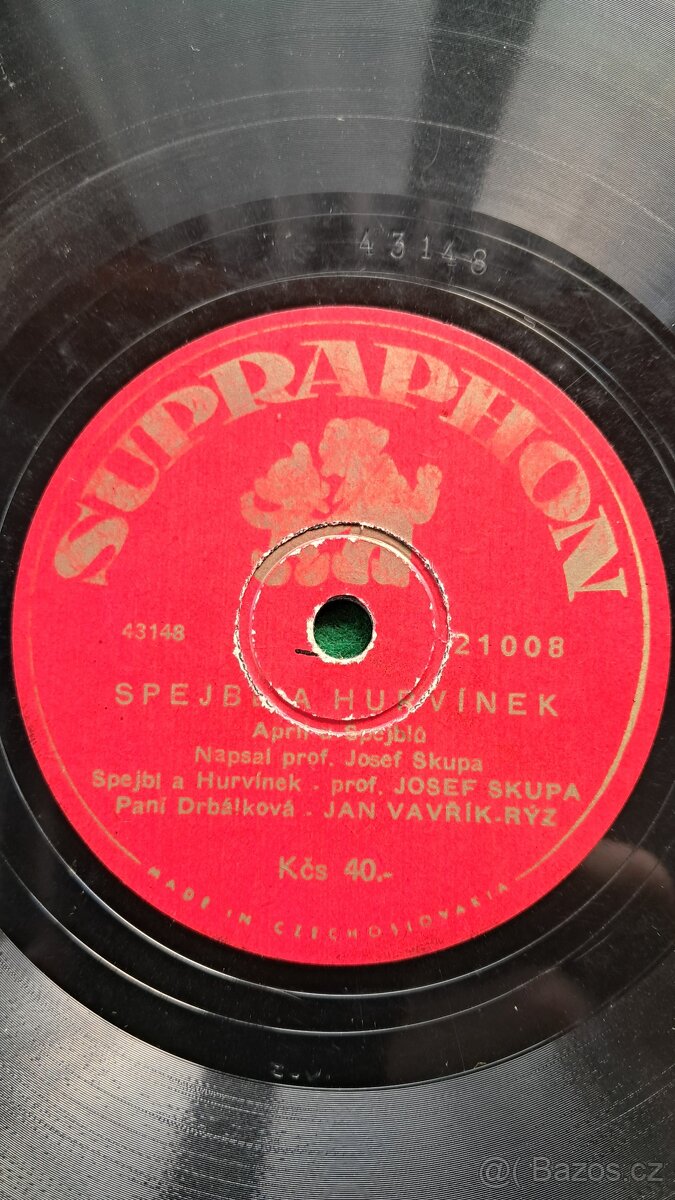 43148
SUPRAPHON
43148
21008
SPEJBL A HURVÍNEK
Spejblů
Napsal prof. Josef Skupa
Spejbl a Hurvínek - prof. JOSEF SKUPA
Paní Drbálková - JAN VAVŘÍK-RÝZ
Kčs 40.-
MADE IN CZECHOSLOVAKIA
@( Bazos.cz